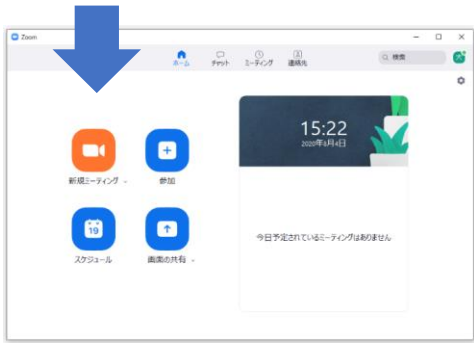 Zoom
ホーム
チャット
ミーティング
連絡先
検索
15:22
2020年8月4日
新規ミーティング
参加
今日予定されているミーティングはありません
19
スケジュール
画面の共有